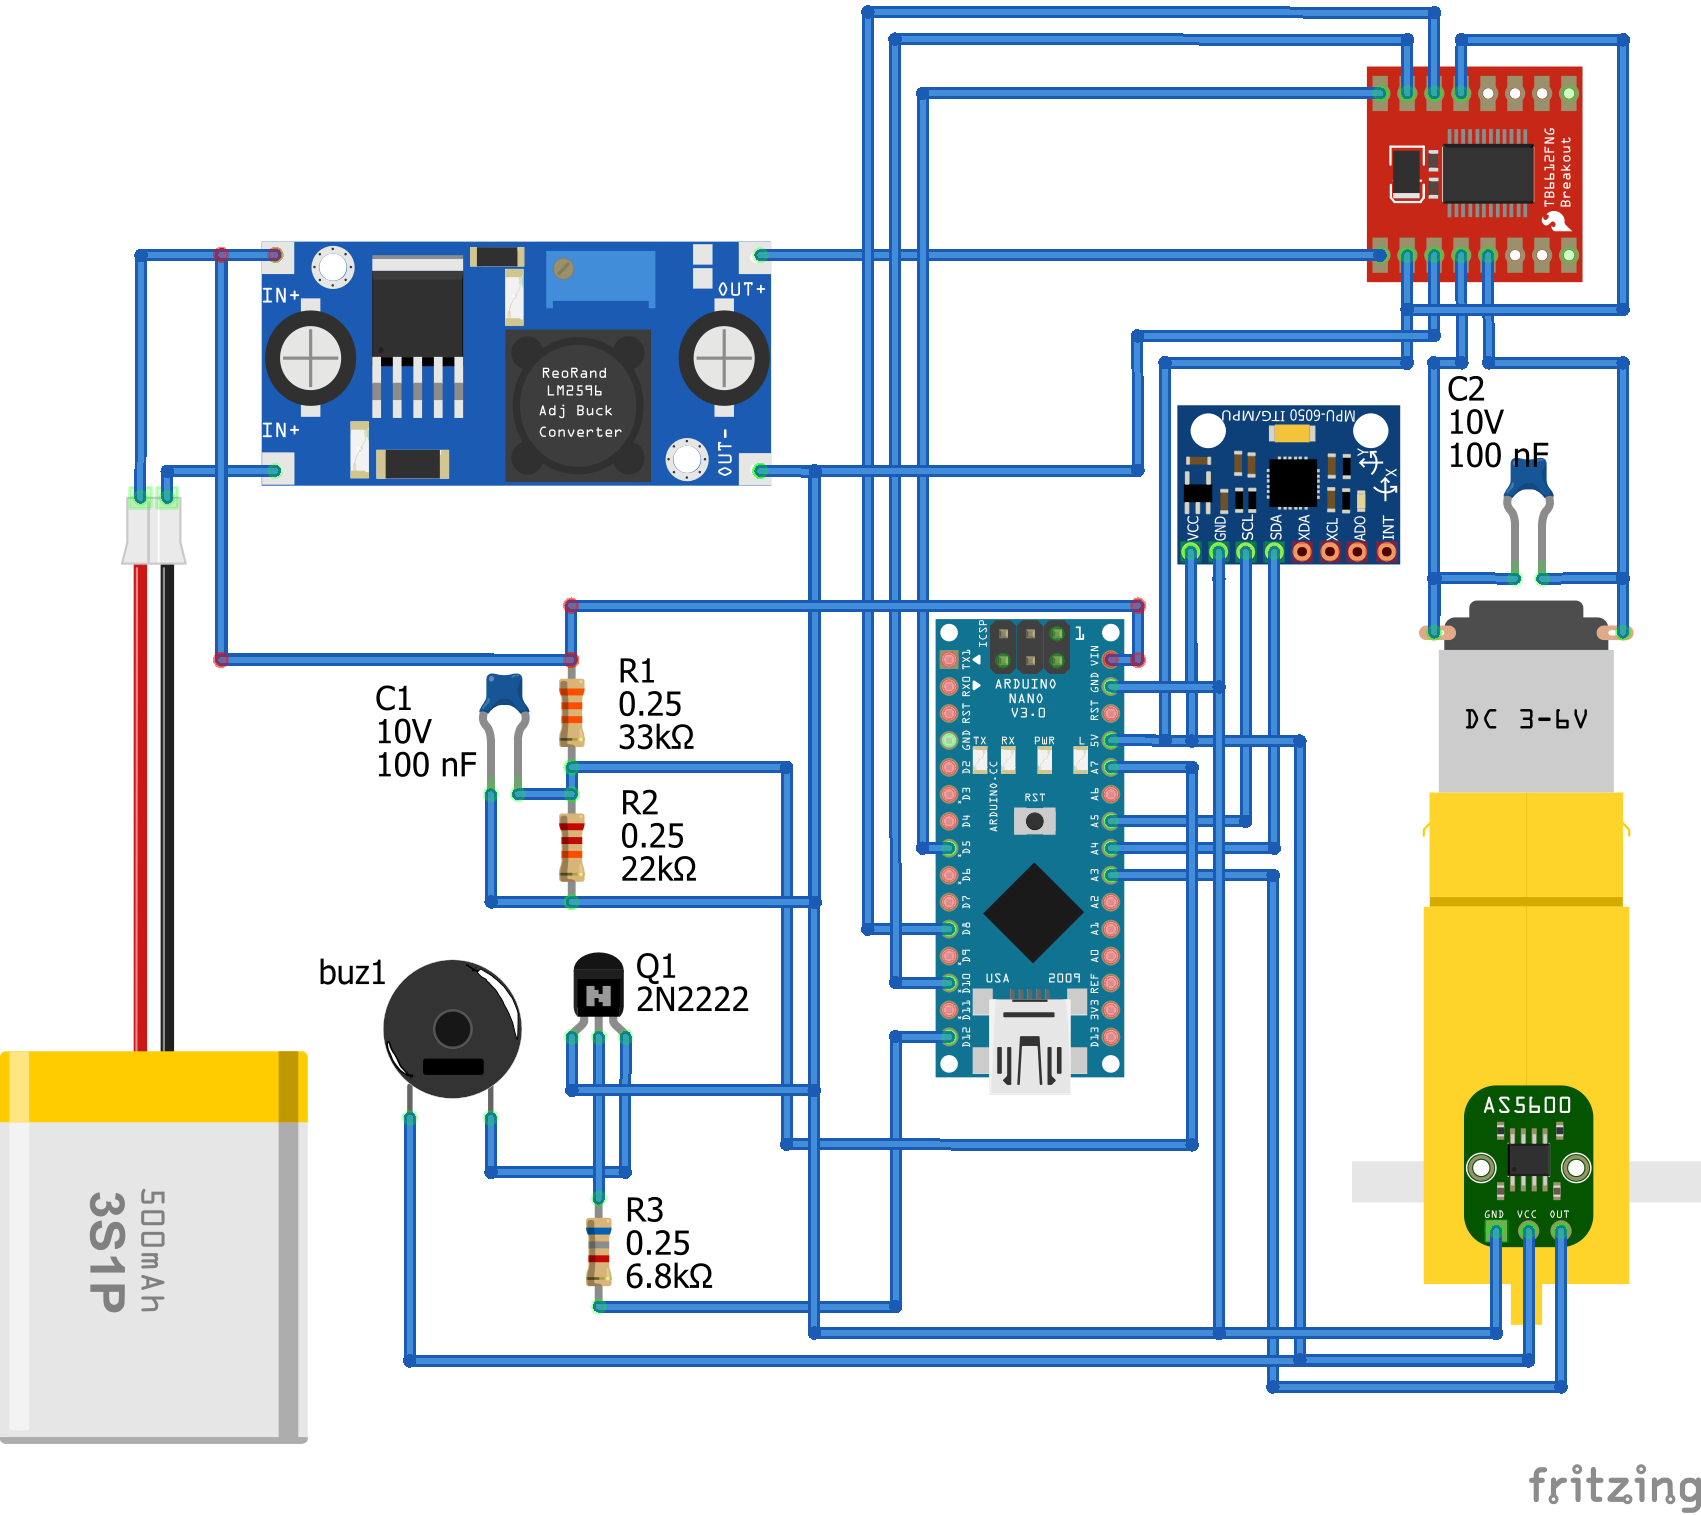 TB6612FNG
Breakout
IN+
OUT+
IN+
OUT-
ReoRand
LM2596
Adj Buck
Converter
MPU-6050 ITG/MPU
Y
X
VCC
GND
SCL
SDA
XDA
XCL
ADO
INT
C2
10V
100 nF
ICSP
1
TX1
RX0
RST
GND
D2
D3
D4
D5
D6
D7
D8
D9
D10
D11
D12
VIN
GND
RST
5V
A7
A6
A5
A4
A3
A2
A1
A0
REF
3V3
D13
ARDUINO
NANO
V3.0
TX
RX
PWR
L
ARDUINO.CC
RST
USA
2009
DC 3-6V
R1
0.25
33kΩ
C1
10V
100 nF
R2
0.25
22kΩ
buz1
Q1
2N2222
N
R3
0.25
6.8kΩ
500mAh
3S1P
AS5600
GND
VCC
OUT
fritzing